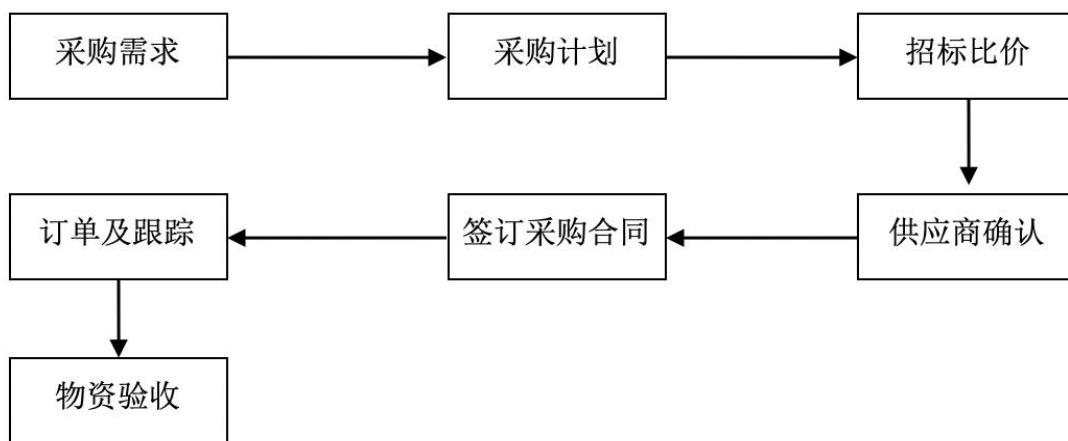 采购需求
采购计划
招标比价
供应商确认
签订采购合同
订单及跟踪
物资验收